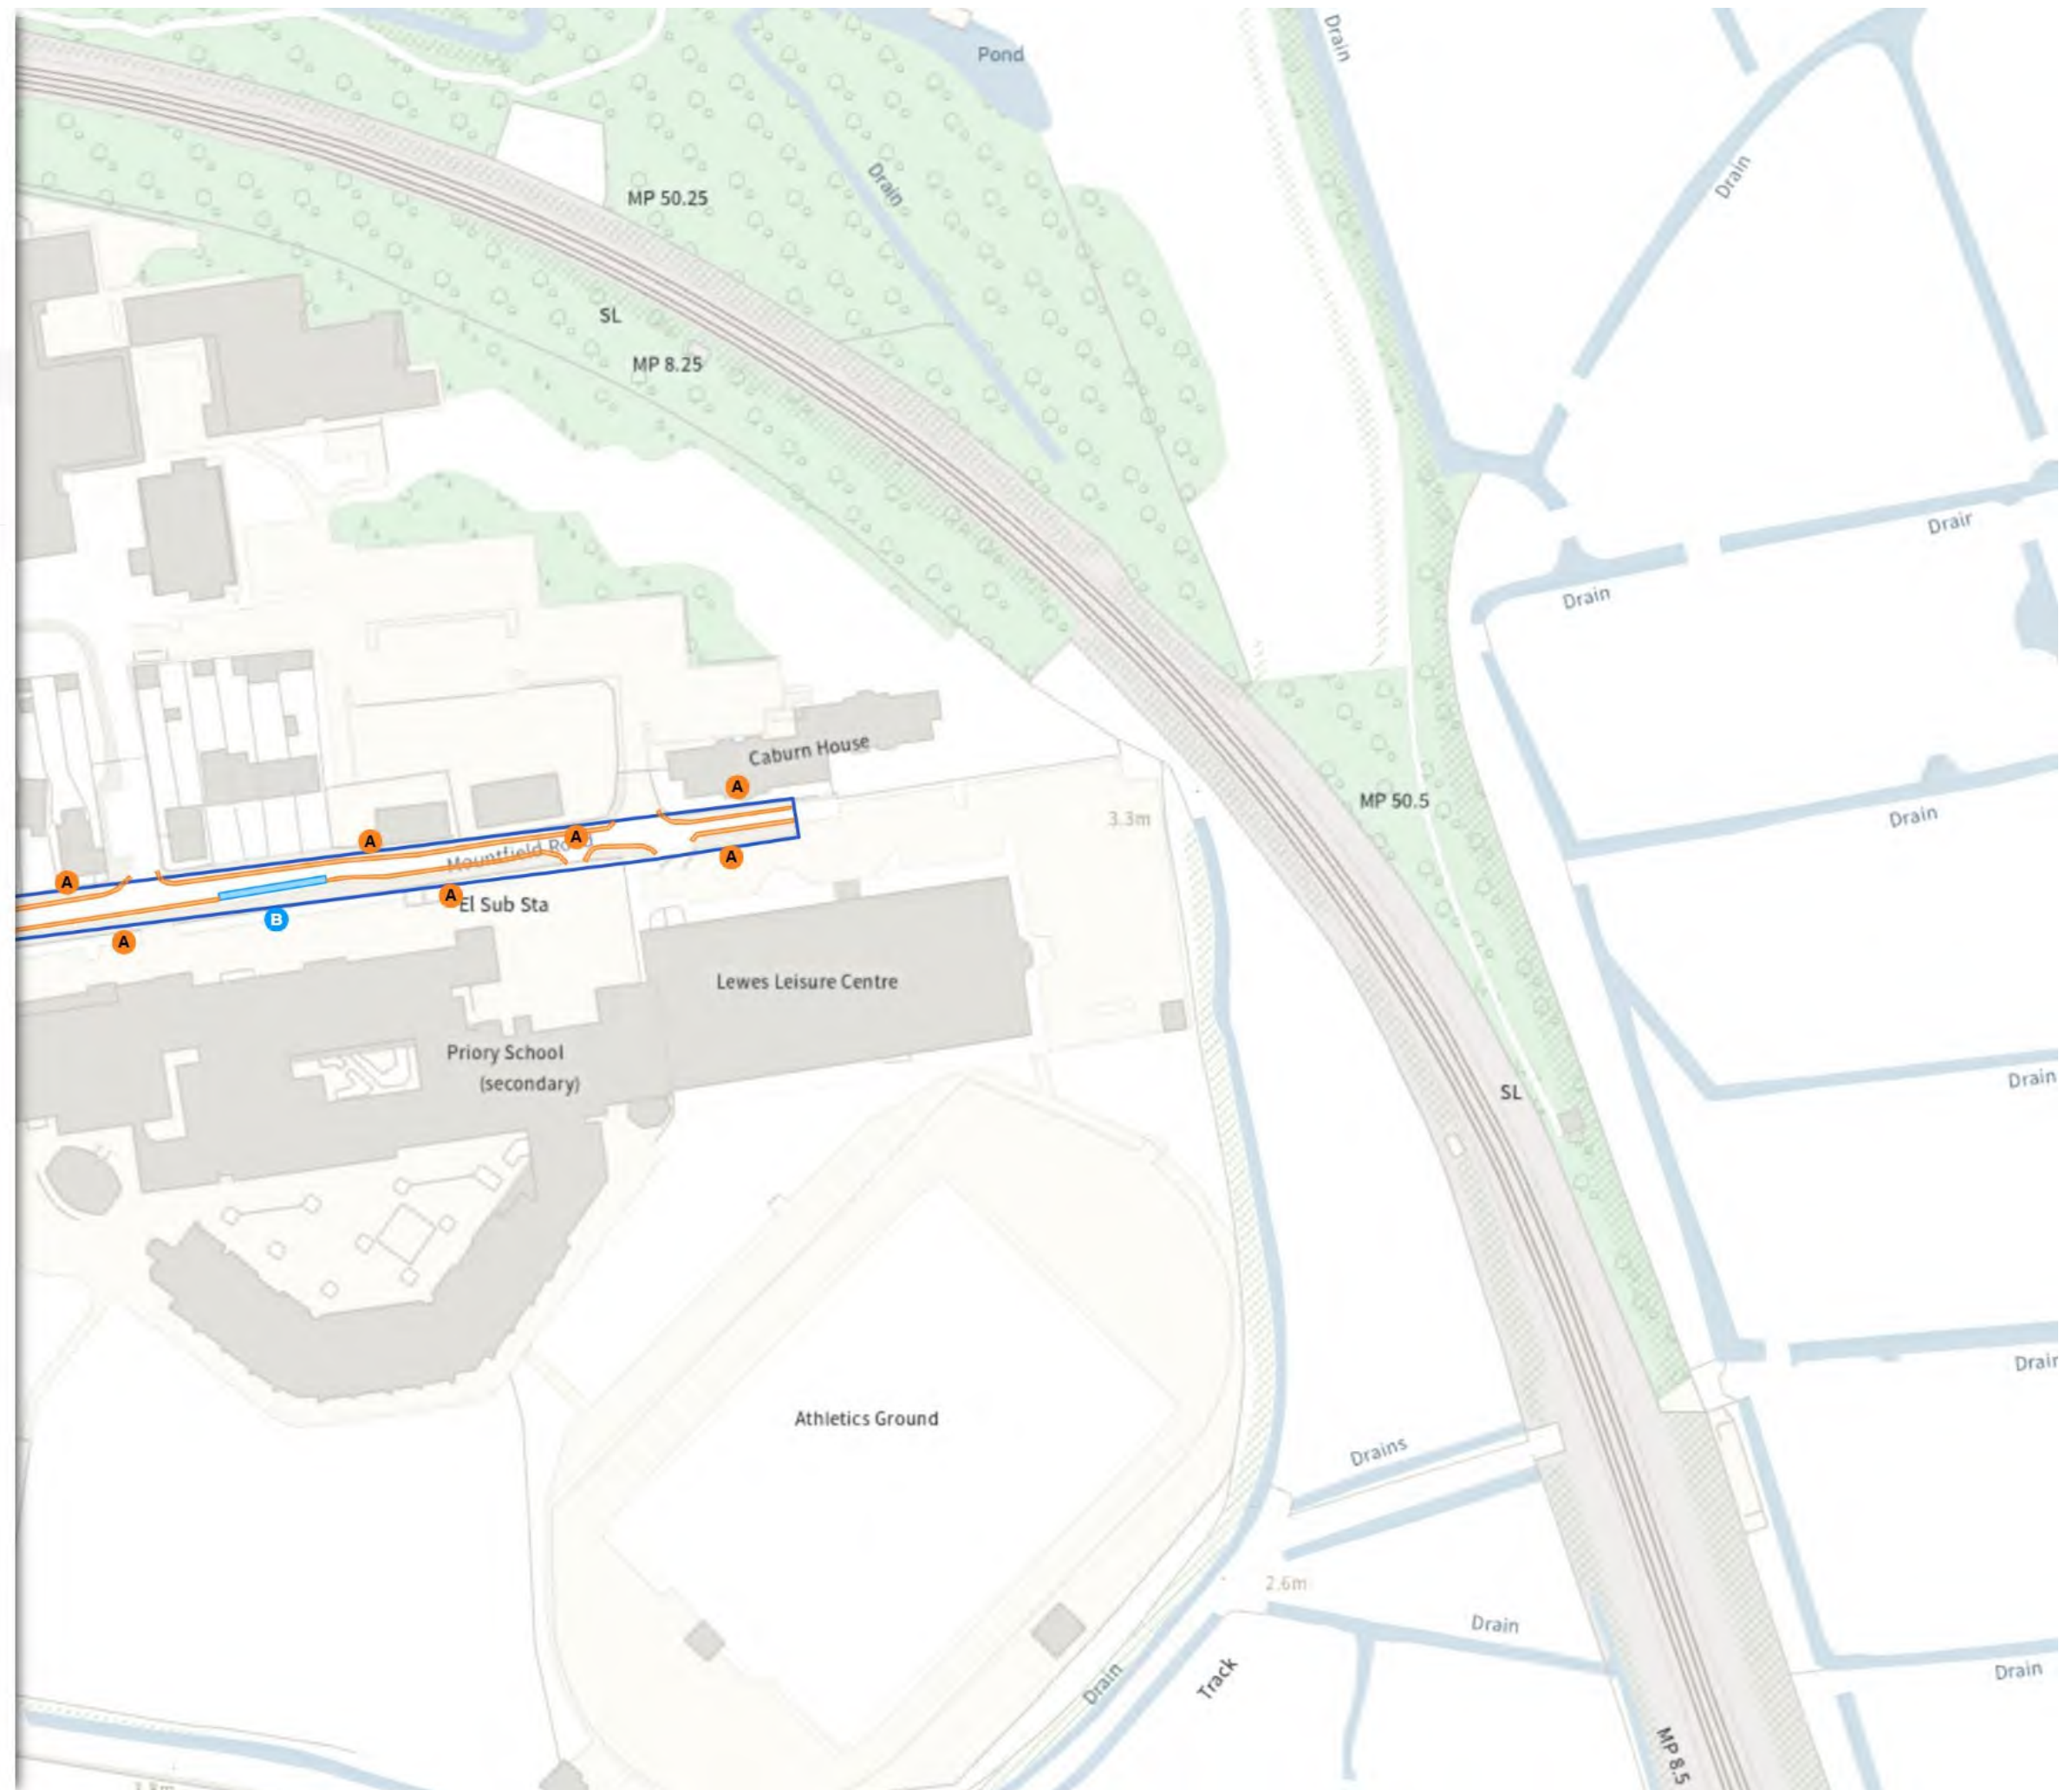 Drain
Pond
Drain
Drain
MP 50.25
SL
MP 8.25
Drair
Drain
Caburn House
A
MP 50.5
3.3m
Drain
A
A
Mountfield Road
A
A
A
El Sub Sta
B
A
Lewes Leisure Centre
Priory School
(secondary)
SL
Drain
Drair
Athletics Ground
Drains
2.6m
Drain
Drain
Track
Drain
MP 8.5